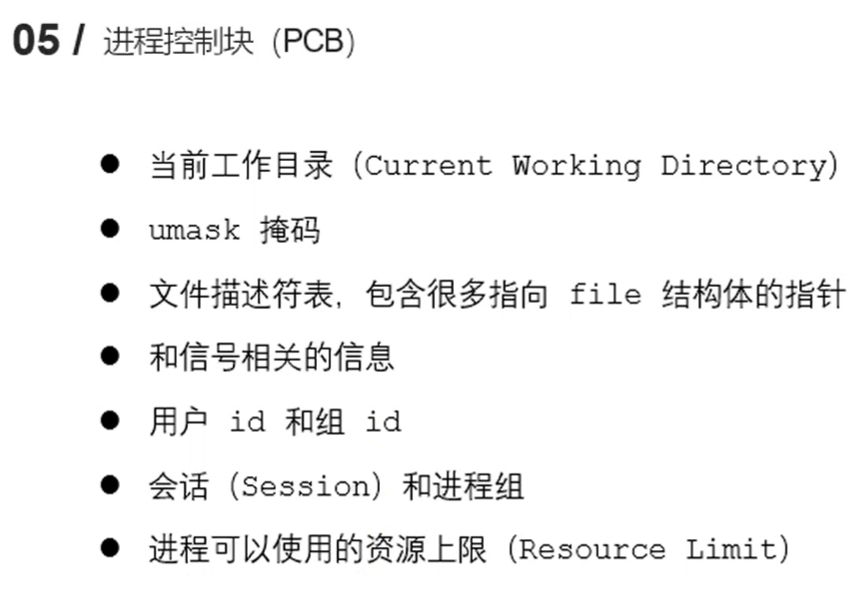 05 / 进程控制块（PCB）
● 当前工作目录（Current Working Directory）
● umask 掩码
● 文件描述符表，包含很多指向 file 结构体的指针
● 和信号相关的信息
● 用户 id 和组 id
● 会话（Session）和进程组
● 进程可以使用的资源上限（Resource Limit）